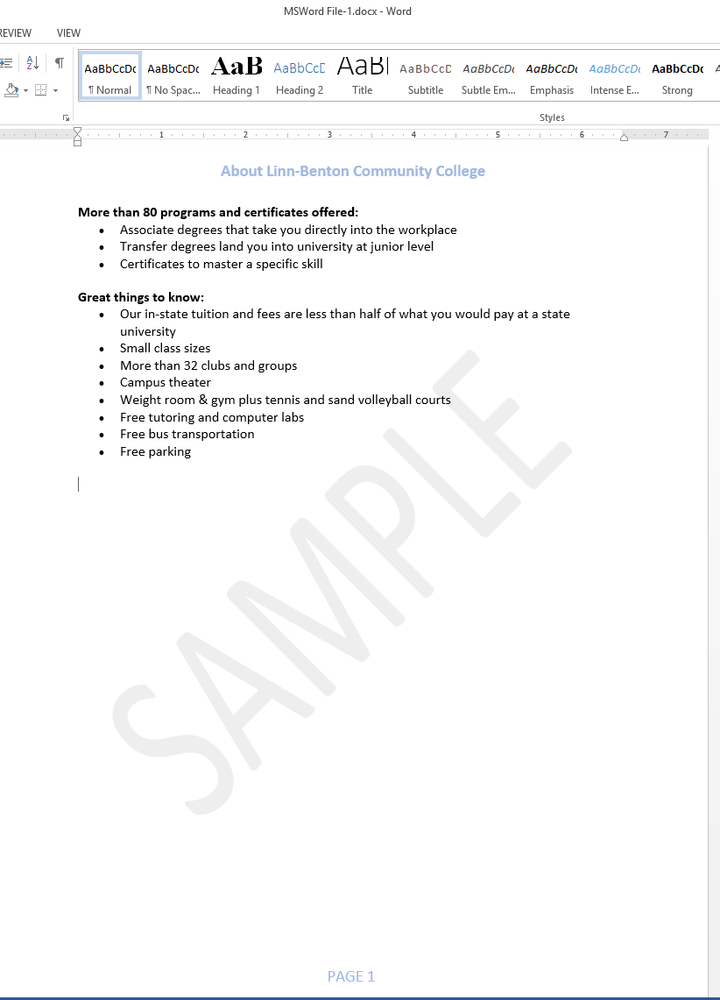 MSWord File-1.docx - Word
REVIEW VIEW
AaBbCcDc AaBbCcDc AaB AaBbCcD AaB AaBbCcD AaBbCcDc AaBbCcDc AaBbCcDc AaBbCcDc
¶ Normal ¶ No Spac... Heading 1 Heading 2 Title Subtitle Subtle Em... Emphasis Intense E... Strong
Styles
1 2 3 4 5 6 7
About Linn-Benton Community College
More than 80 programs and certificates offered:
• Associate degrees that take you directly into the workplace
• Transfer degrees land you into university at junior level
• Certificates to master a specific skill
Great things to know:
• Our in-state tuition and fees are less than half of what you would pay at a state
university
• Small class sizes
• More than 32 clubs and groups
• Campus theater
• Weight room & gym plus tennis and sand volleyball courts
• Free tutoring and computer labs
• Free bus transportation
• Free parking
SAMPLE
PAGE 1